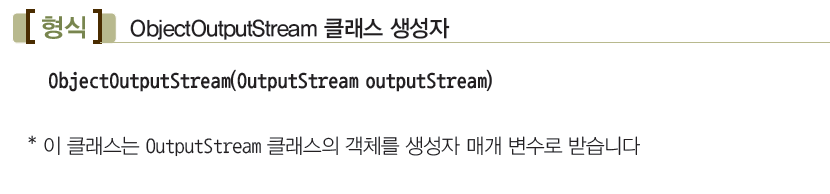 [형식] ObjectOutputStream 클래스 생성자
ObjectOutputStream(OutputStream outputStream)
* 이 클래스는 OutputStream 클래스의 객체를 생성자 매개 변수로 받습니다